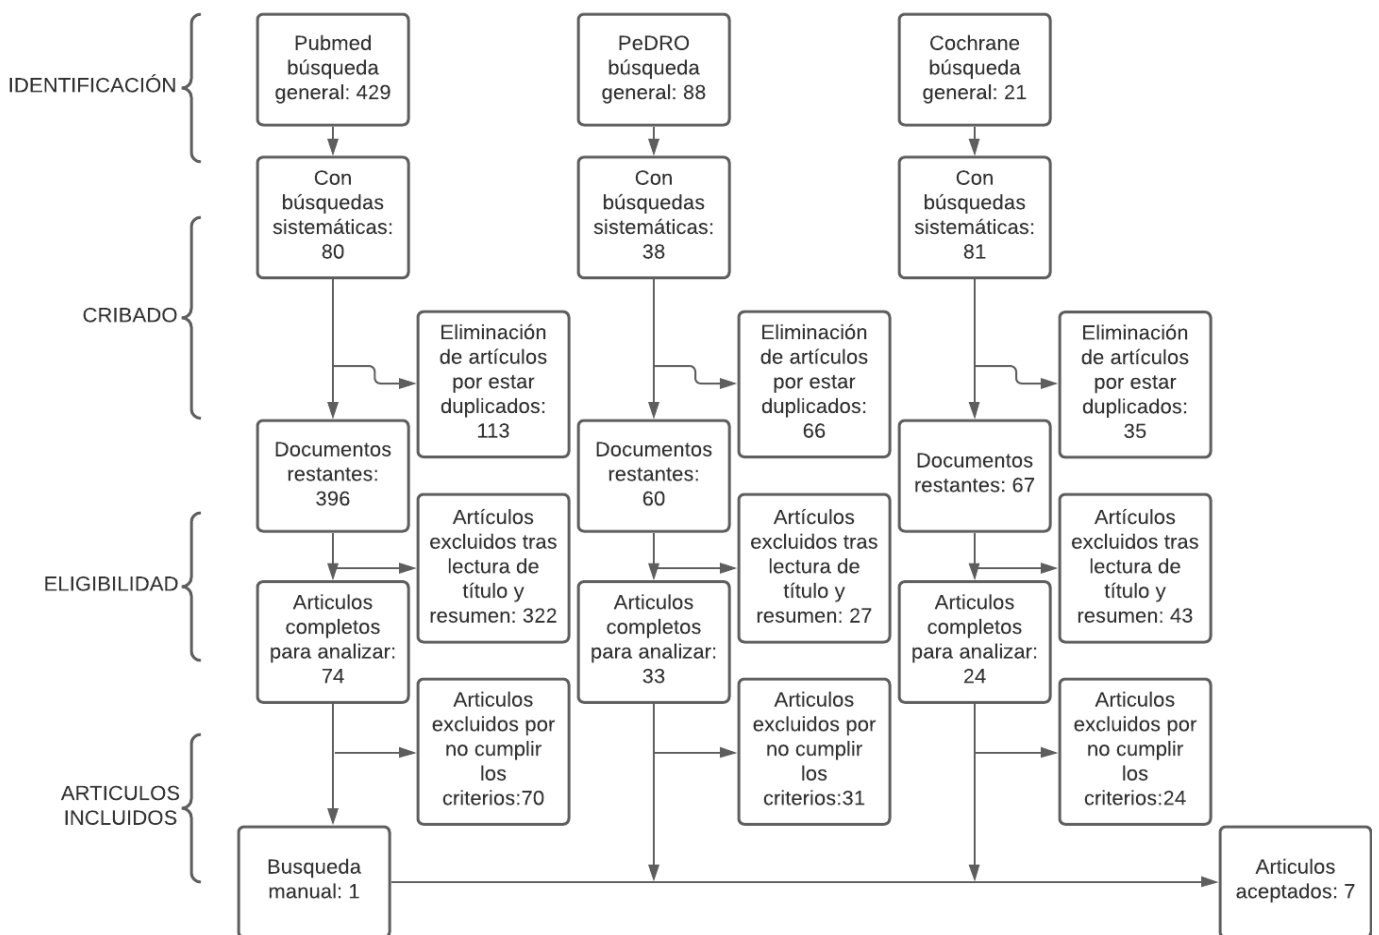 IDENTIFICACIÓN
Pubmed
búsqueda
general: 429
PeDRO
búsqueda
general: 88
Cochrane
búsqueda
general: 21
Con
búsquedas
sistemáticas:
80
Con
búsquedas
sistemáticas:
38
Con
búsquedas
sistemáticas:
81
CRIBADO
Eliminación
de artículos
por estar
duplicados:
113
Eliminación
de artículos
por estar
duplicados:
66
Eliminación
de artículos
por estar
duplicados:
35
Documentos
restantes:
396
Documentos
restantes:
60
Documentos
restantes: 67
ELIGIBILIDAD
Artículos
excluidos tras
lectura de
título y
resumen: 322
Artículos
excluidos tras
lectura de
título y
resumen: 27
Artículos
excluidos tras
lectura de
título y
resumen: 43
Articulos
completos
para analizar:
74
Articulos
completos
para analizar:
33
Articulos
completos
para analizar:
24
Articulos
excluidos por
no cumplir
los
criterios:70
Articulos
excluidos por
no cumplir
los
criterios:31
Articulos
excluidos por
no cumplir
los
criterios:24
ARTICULOS
INCLUIDOS
Busqueda
manual: 1
Articulos
aceptados: 7